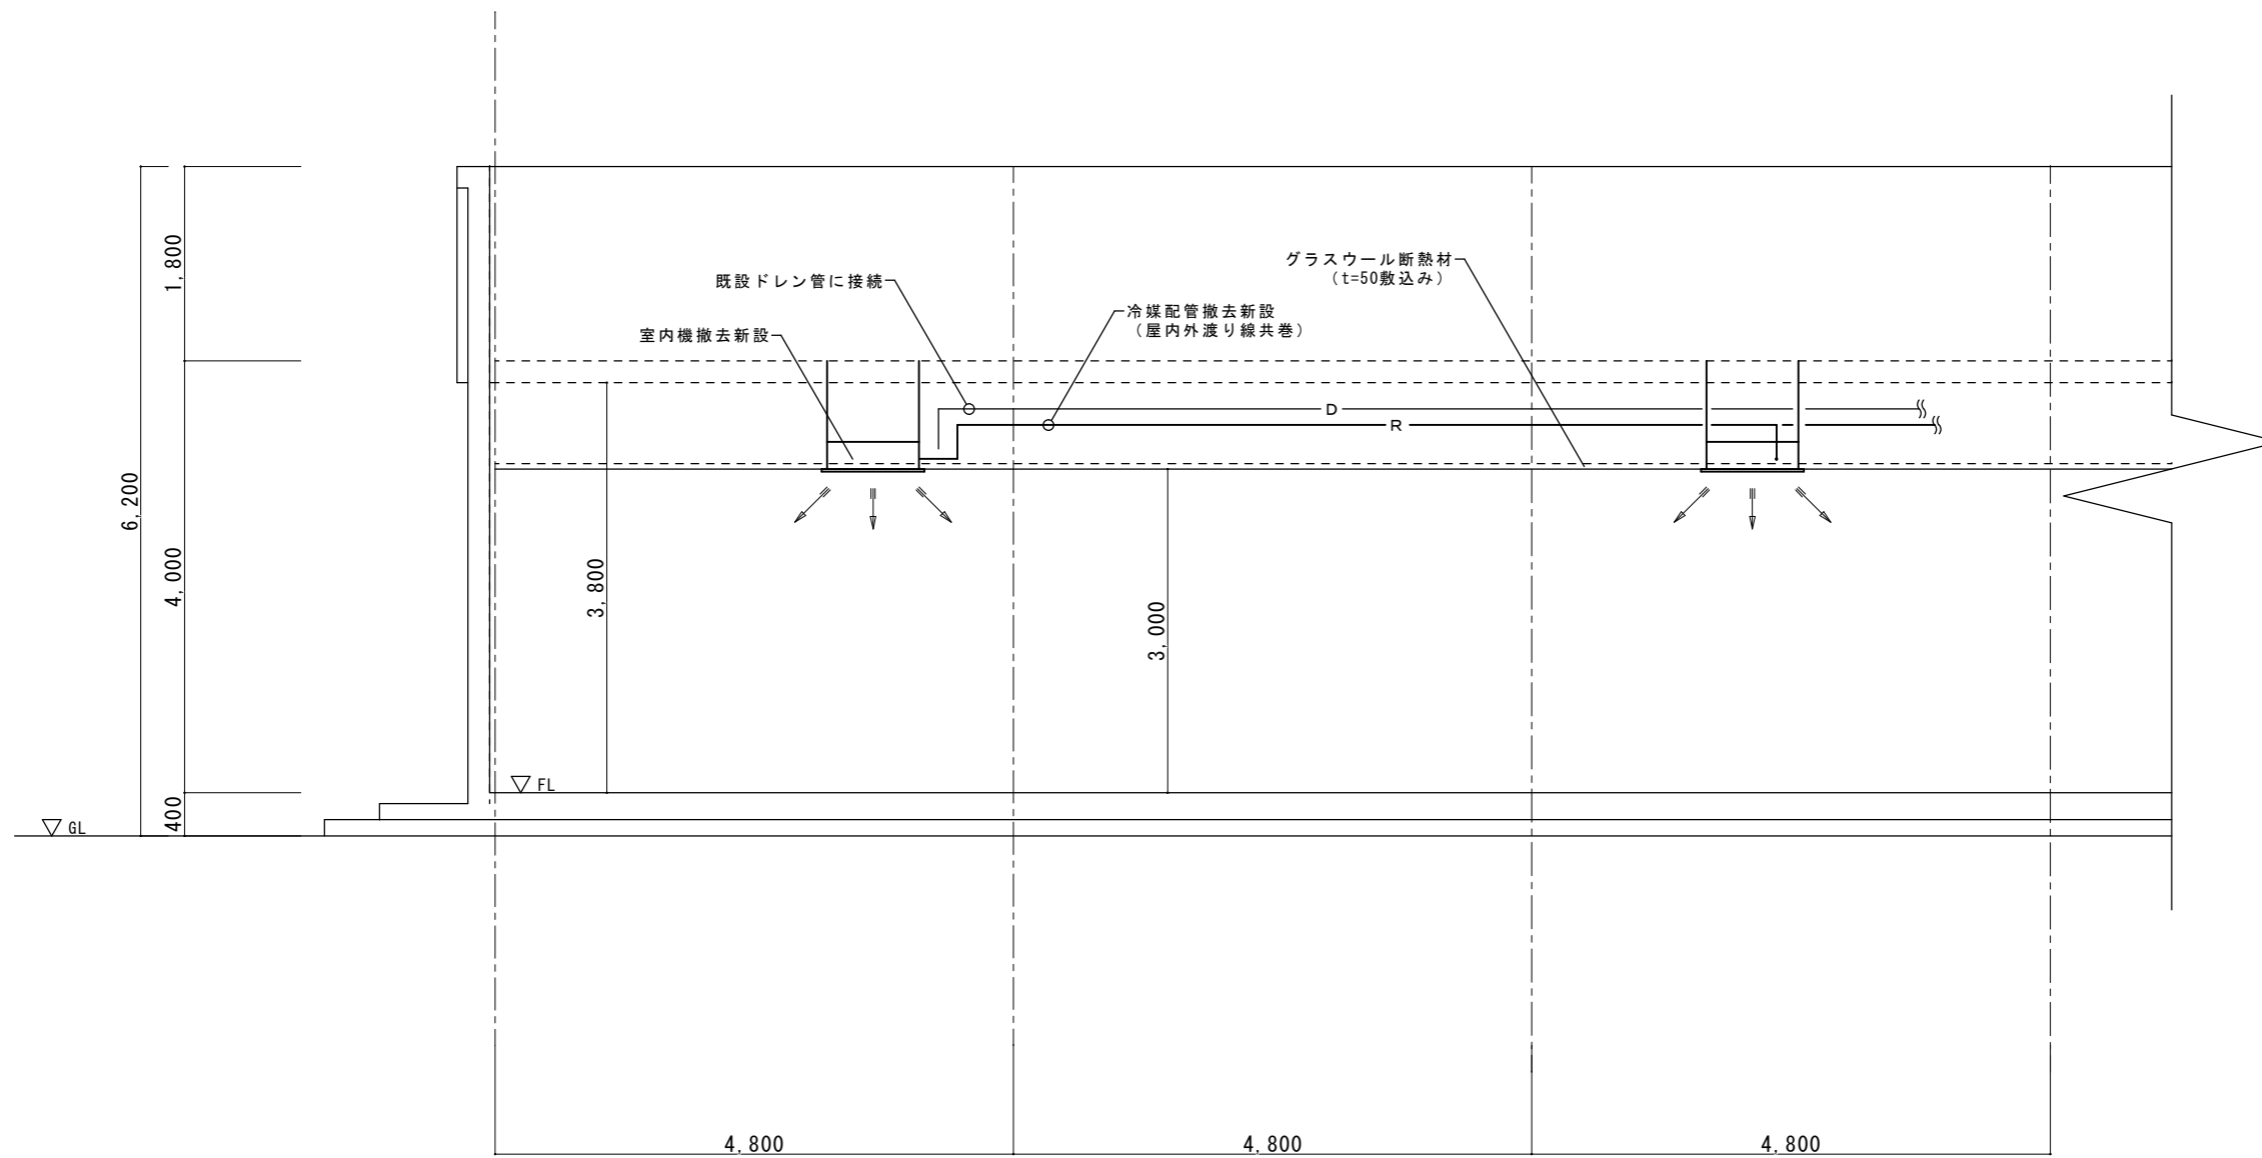 1,800
グラスウール断熱材
(t=50敷込み)
既設ドレン管に接続
冷媒配管撤去新設
(屋内外渡り線共巻)
室内機撤去新設
D
R
6,200
4,000
3,800
3,000
FL
400
GL
4,800
4,800
4,800